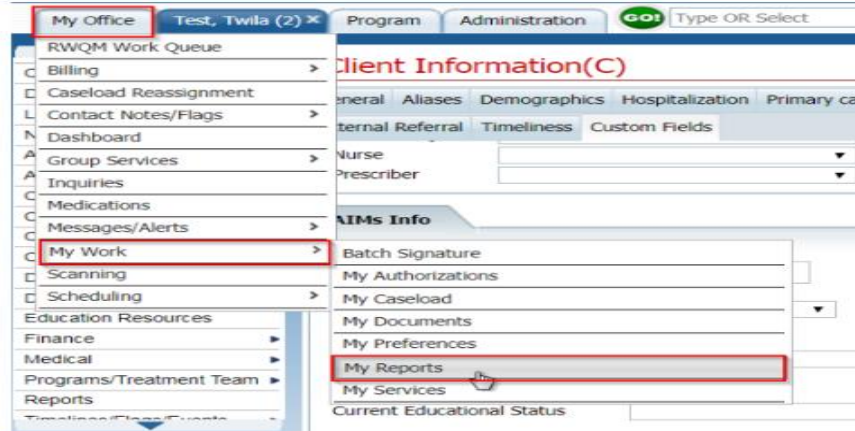 My Office Test, Twila (2) × Program Administration GO! Type OR Select
RWQM Work Queue
Billing
Caseload Reassignment
Contact Notes/Flags
Dashboard
Group Services
Inquiries
Medications
Messages/Alerts
My Work
Scanning
Scheduling
Education Resources
Finance
Medical
Programs/Treatment Team
Reports
Client Information(C)
Aliases Demographics Hospitalization Primary
Referral Timeliness Custom Fields
Nurse
Prescriber
AIMs Info
Batch Signature
My Authorizations
My Caseload
My Documents
My Preferences
My Reports
My Services
Current Educational Status